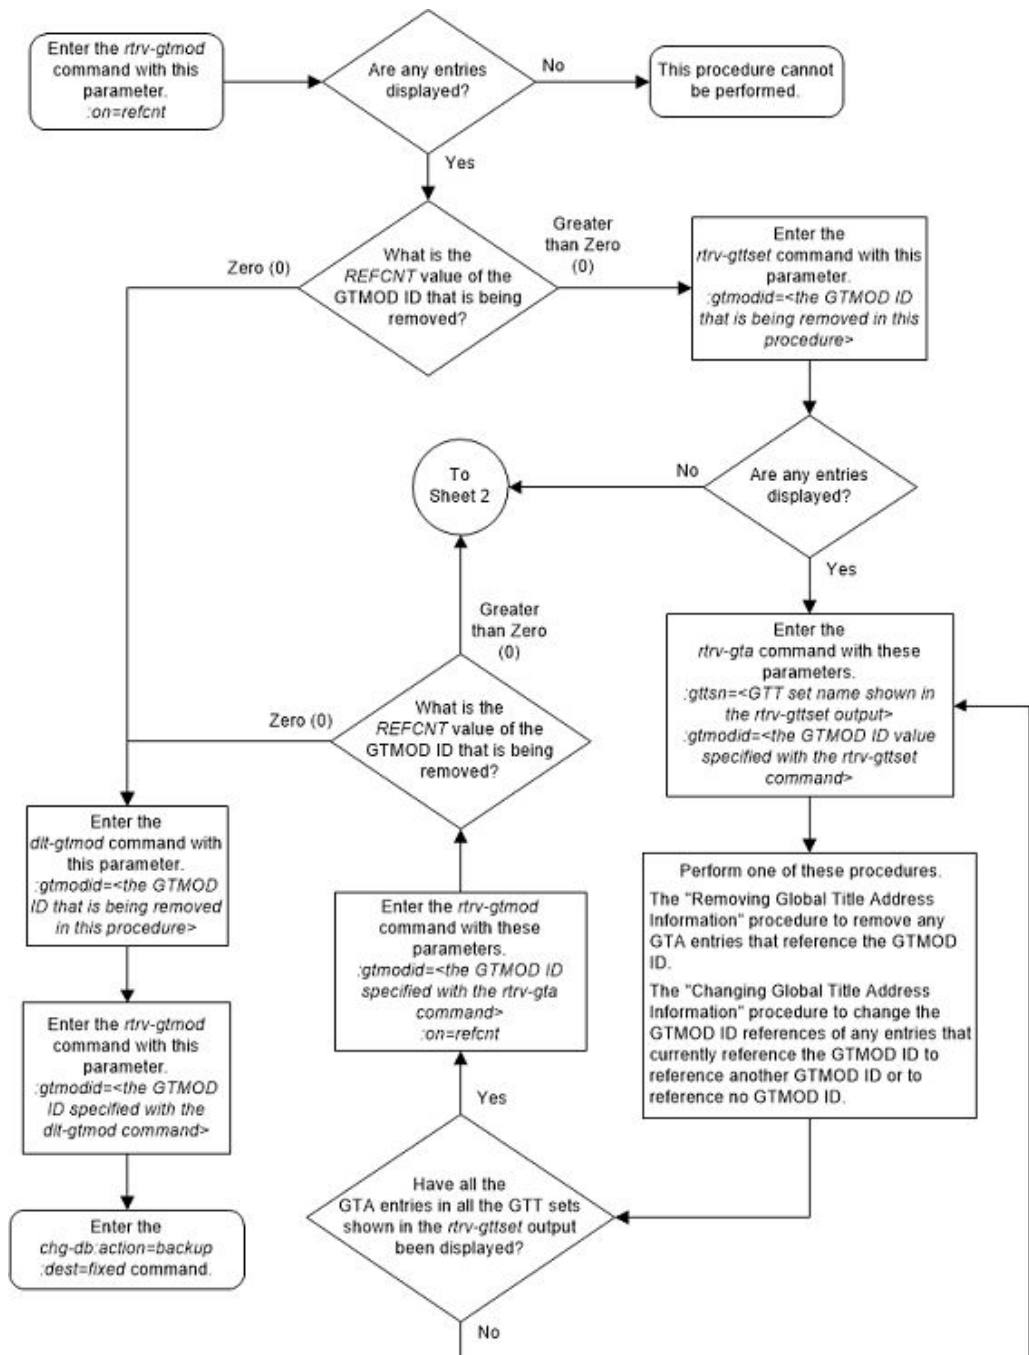 Enter the rtrv-gtmod
command with this
parameter.
:on=refcnt
Are any entries
displayed?
No
This procedure cannot
be performed.
Yes
What is the
REFCNT value of the
GTMOD ID that is being
removed?
Zero (0)
Greater
than Zero
(0)
Enter the
rtrv-gttset command with this
parameter.
:gtmodid=<the GTMOD ID
that is being removed in this
procedure>
Are any entries
displayed?
No
To
Sheet 2
Yes
Enter the
rtrv-gta command with these
parameters.
:gttsn=<GTT set name shown in
the rtrv-gttset output>
:gtmodid=<the GTMOD ID value
specified with the rtrv-gttset
command>
Perform one of these procedures.
The "Removing Global Title Address
Information" procedure to remove any
GTA entries that reference the GTMOD
ID.
The "Changing Global Title Address
Information" procedure to change the
GTMOD ID references of any entries that
currently reference the GTMOD ID to
reference another GTMOD ID or to
reference no GTMOD ID.
Have all the
GTA entries in all the GTT sets
shown in the rtrv-gttset output
been displayed?
No
Yes
Enter the rtrv-gtmod
command with these
parameters.
:gtmodid=<the GTMOD ID
specified with the rtrv-gta
command>
:on=refcnt
What is the
REFCNT value of the
GTMOD ID that is being
removed?
Greater
than Zero
(0)
Zero (0)
Enter the
dlt-gtmod command with
this parameter.
:gtmodid=<the GTMOD
ID that is being removed
in this procedure>
Enter the rtrv-gtmod
command with this
parameter.
:gtmodid=<the GTMOD
ID specified with the
dlt-gtmod command>
Enter the
chg-db:action=backup
:dest=fixed command.